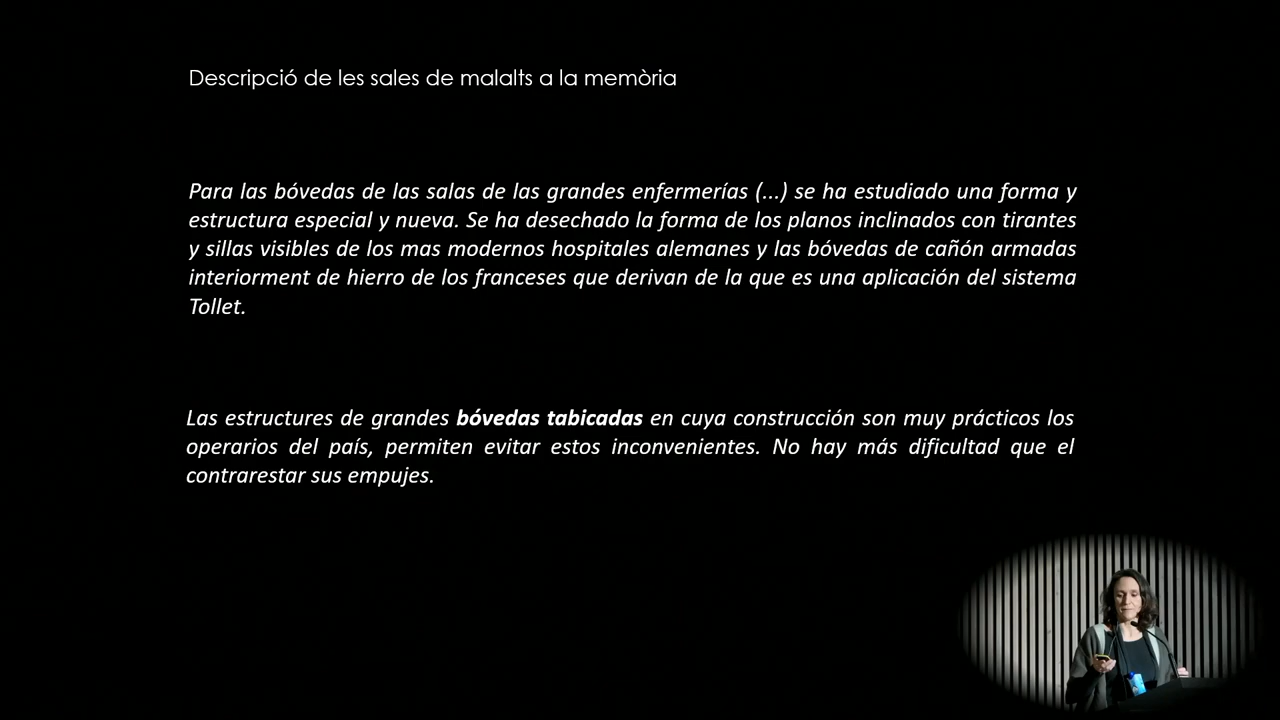 Descripció de les sales de malalts a la memòria
Para las bóvedas de las salas de las grandes enfermerías (...) se ha estudiado una forma y
estructura especial y nueva. Se ha desechado la forma de los planos inclinados con tirantes
y sillas visibles de los mas modernos hospitales alemanes y las bóvedas de cañón armadas
interiorment de hierro de los franceses que derivan de la que es una aplicación del sistema
Tollet.
Las estructures de grandes bóvedas tabicadas en cuya construcción son muy prácticos los
operarios del país, permiten evitar estos inconvenientes. No hay más dificultad que el
contrarestar sus empujes.